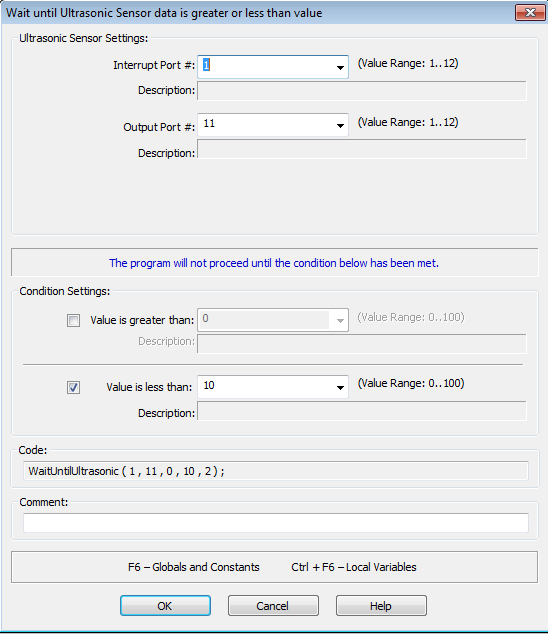 Wait until Ultrasonic Sensor data is greater or less than value
Ultrasonic Sensor Settings:
Interrupt Port #: 1 (Value Range: 1..12)
Description:
Output Port #: 11 (Value Range: 1..12)
Description:
The program will not proceed until the condition below has been met.
Condition Settings:
Value is greater than: 0 (Value Range: 0..100)
Description:
Value is less than: 10 (Value Range: 0..100)
Description:
Code:
WaitUntilUltrasonic ( 1 , 11 , 0 , 10 , 2 ) ;
Comment:
F6 – Globals and Constants Ctrl + F6 – Local Variables
OK Cancel Help